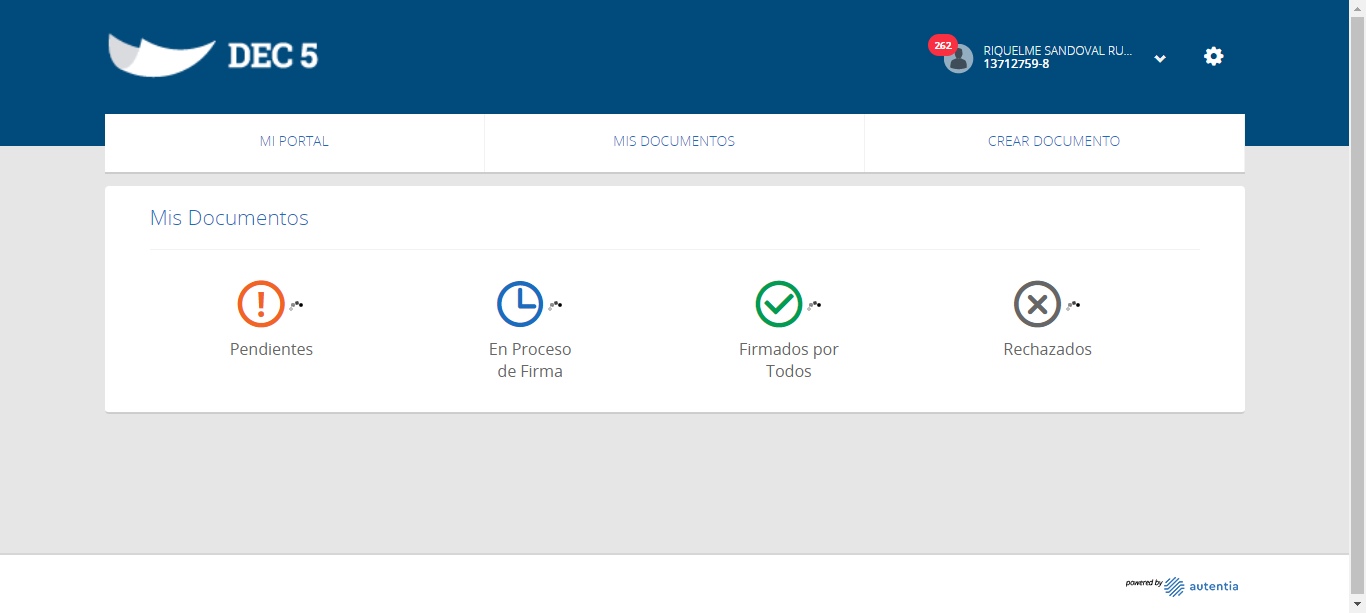 DEC 5
262
RIQUELME SANDOVAL RU...
13712759-8
MI PORTAL
MIS DOCUMENTOS
CREAR DOCUMENTO
Mis Documentos
Pendientes
En Proceso
de Firma
Firmados por
Todos
Rechazados
powered by autentia